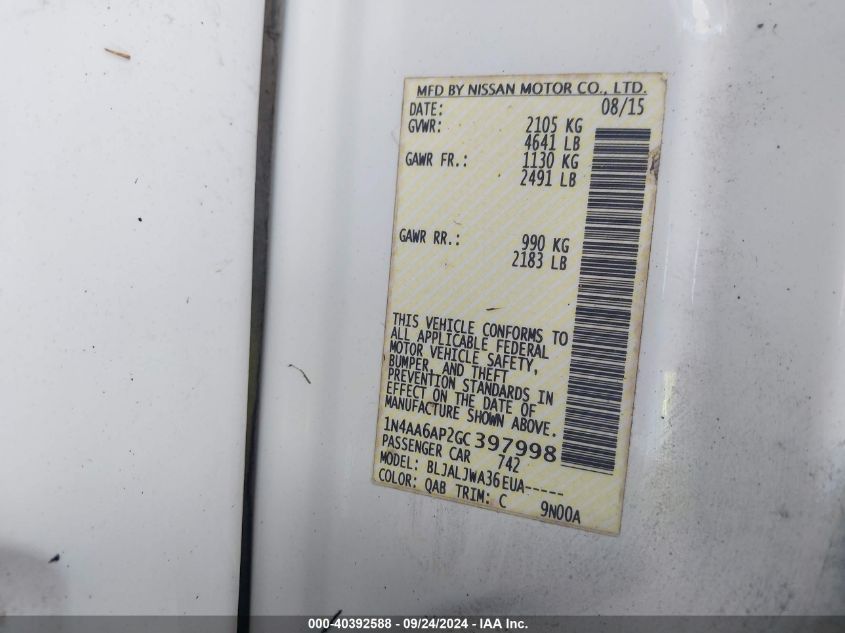 MFD BY NISSAN MOTOR CO., LTD.
DATE: 08/15
GVWR: 2105 KG
4641 LB
GAWR FR.: 1130 KG
2491 LB
GAWR RR.: 990 KG
2183 LB
THIS VEHICLE CONFORMS TO
ALL APPLICABLE FEDERAL
MOTOR VEHICLE SAFETY,
BUMPER, AND THEFT
PREVENTION STANDARDS IN
EFFECT ON THE DATE OF
MANUFACTURE SHOWN ABOVE.
1N4AA6AP2GC397998
PASSENGER CAR 742
MODEL: BLJALJWA36EUA-----
COLOR: QAB TRIM: C 9N00A
000-40392588 - 09/24/2024 - IAA Inc.